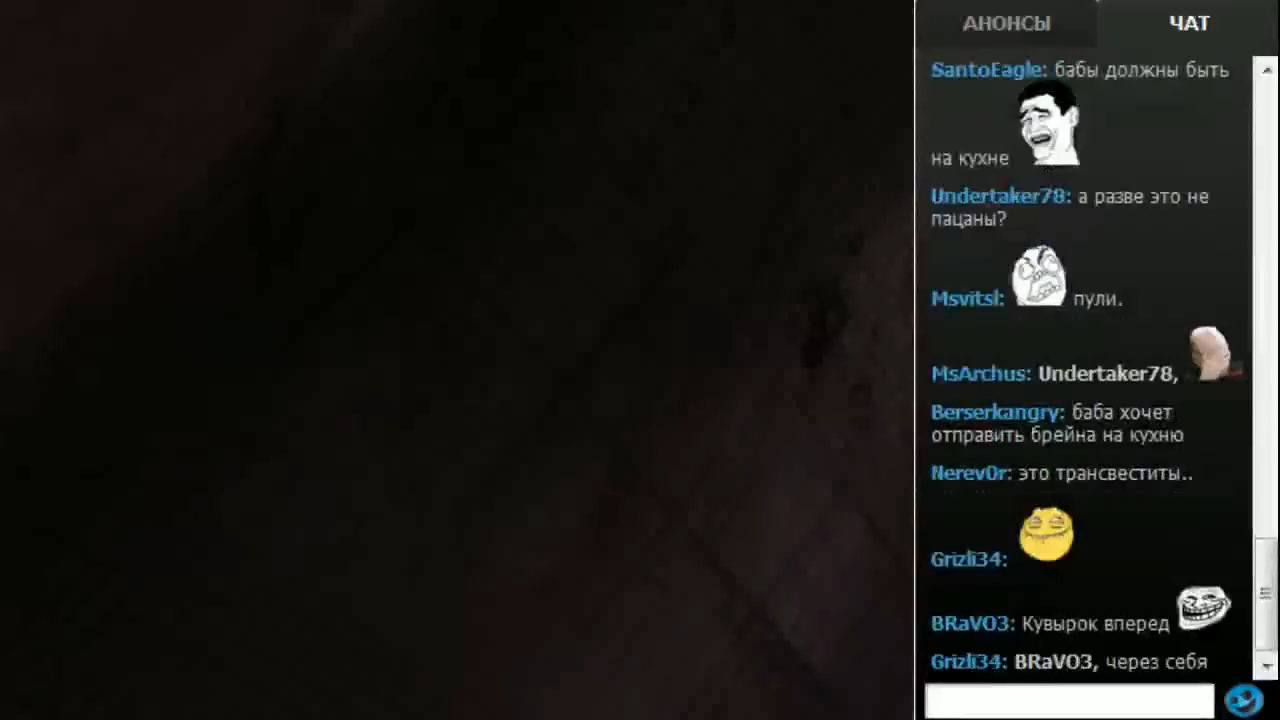 АНОНСЫ
ЧАТ
SantoEagle: бабы должны быть
на кухне
Undertaker78: а разве это не
пацаны?
Msvitsl: пули.
MsArchus: Undertaker78,
Berserkangry: баба хочет
отправить брейна на кухню
Nerev0r: это трансвеститы..
Grizli34:
BRaVO3: Кувырок вперед
Grizli34: BRaVO3, через себя